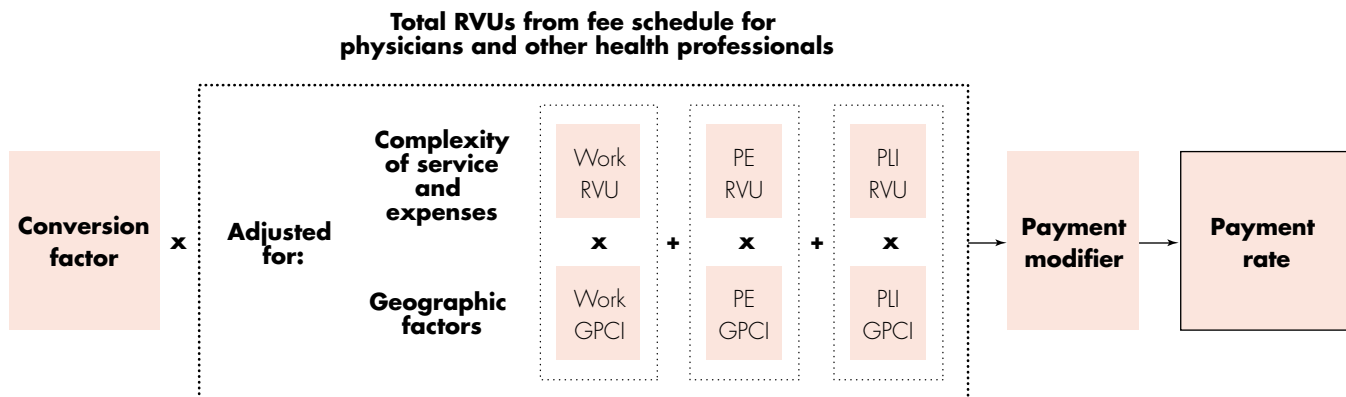 Total RVUs from fee schedule for
physicians and other health professionals
Conversion
factor
x
Adjusted
for:
Complexity
of service
and
expenses
Geographic
factors
Work
RVU
x
Work
GPCI
+
PE
RVU
x
PE
GPCI
+
PLI
RVU
x
PLI
GPCI
Payment
modifier
Payment
rate